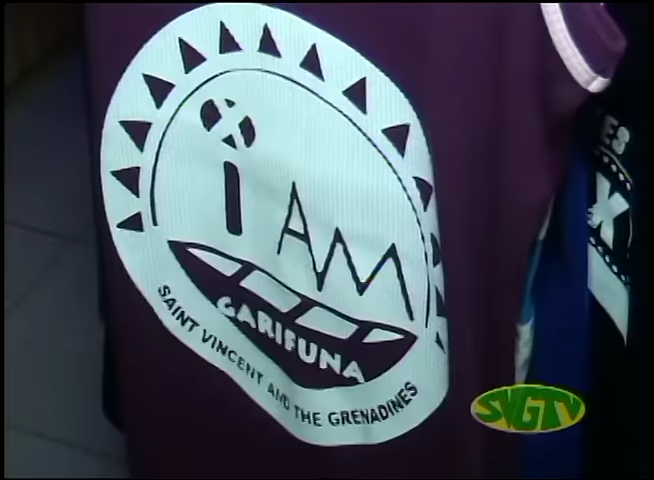 i AM
GARIFUNA
SAINT VINCENT AND THE GRENADINES
SVGTV